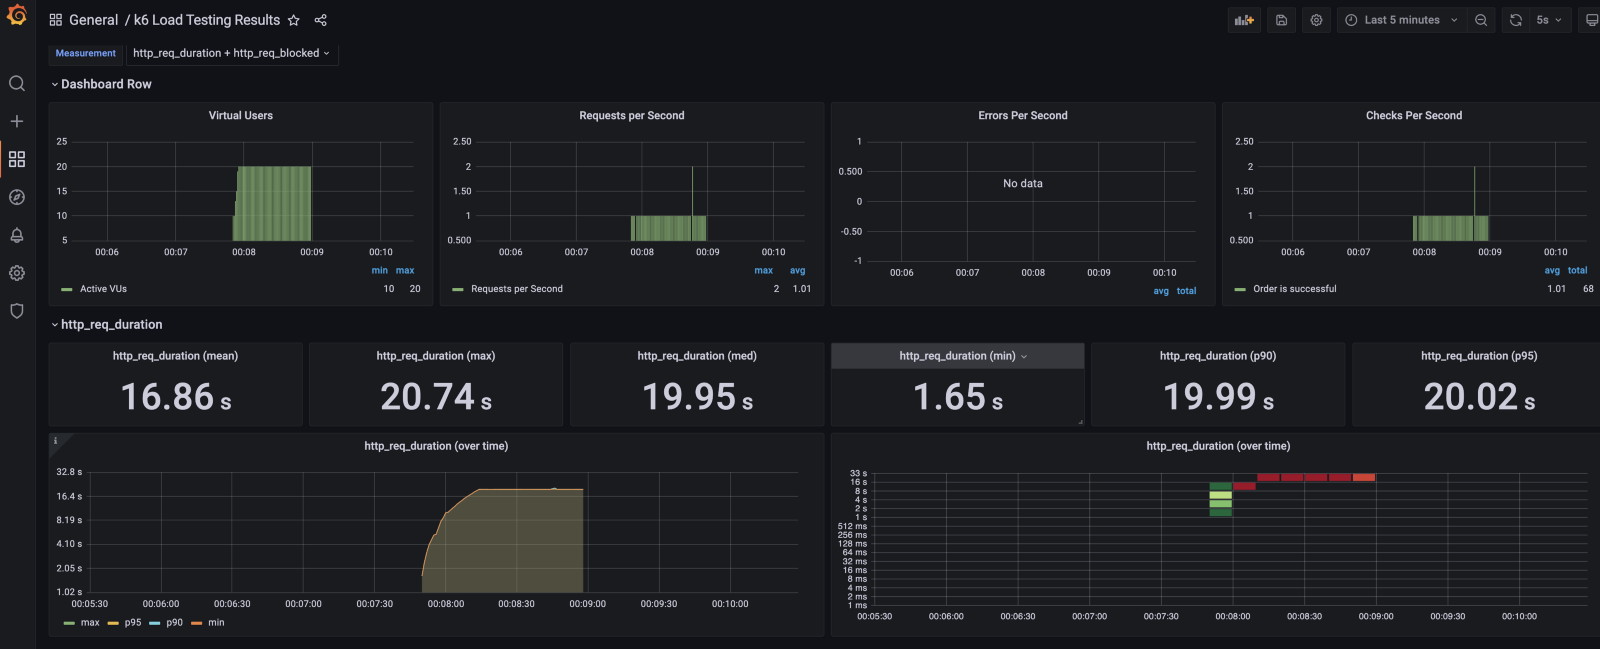 General / k6 Load Testing Results
Last 5 minutes
5s
Measurement
http_req_duration + http_req_blocked
Dashboard Row
Virtual Users
25
20
15
10
5
00:06 00:07 00:08 00:09 00:10
min max
Active VUs 10 20
Requests per Second
2.50
2
1.50
1
0.500
00:06 00:07 00:08 00:09 00:10
max avg
Requests per Second 2 1.01
Errors Per Second
1
0.500
0
-0.50
-1
No data
00:06 00:07 00:08 00:09 00:10
avg total
Checks Per Second
2.50
2
1.50
1
0.500
00:06 00:07 00:08 00:09 00:10
avg total
Order is successful 1.01 68
http_req_duration
http_req_duration (mean)
16.86 s
http_req_duration (max)
20.74 s
http_req_duration (med)
19.95 s
http_req_duration (min)
1.65 s
http_req_duration (p90)
19.99 s
http_req_duration (p95)
20.02 s
i
http_req_duration (over time)
32.8 s
16.4 s
8.19 s
4.10 s
2.05 s
1.02 s
00:05:30 00:06:00 00:06:30 00:07:00 00:07:30 00:08:00 00:08:30 00:09:00 00:09:30 00:10:00
max p95 p90 min
http_req_duration (over time)
33 s
16 s
8 s
4 s
2 s
1 s
512 ms
256 ms
128 ms
64 ms
32 ms
16 ms
8 ms
4 ms
2 ms
1 ms
00:05:30 00:06:00 00:06:30 00:07:00 00:07:30 00:08:00 00:08:30 00:09:00 00:09:30 00:10:00